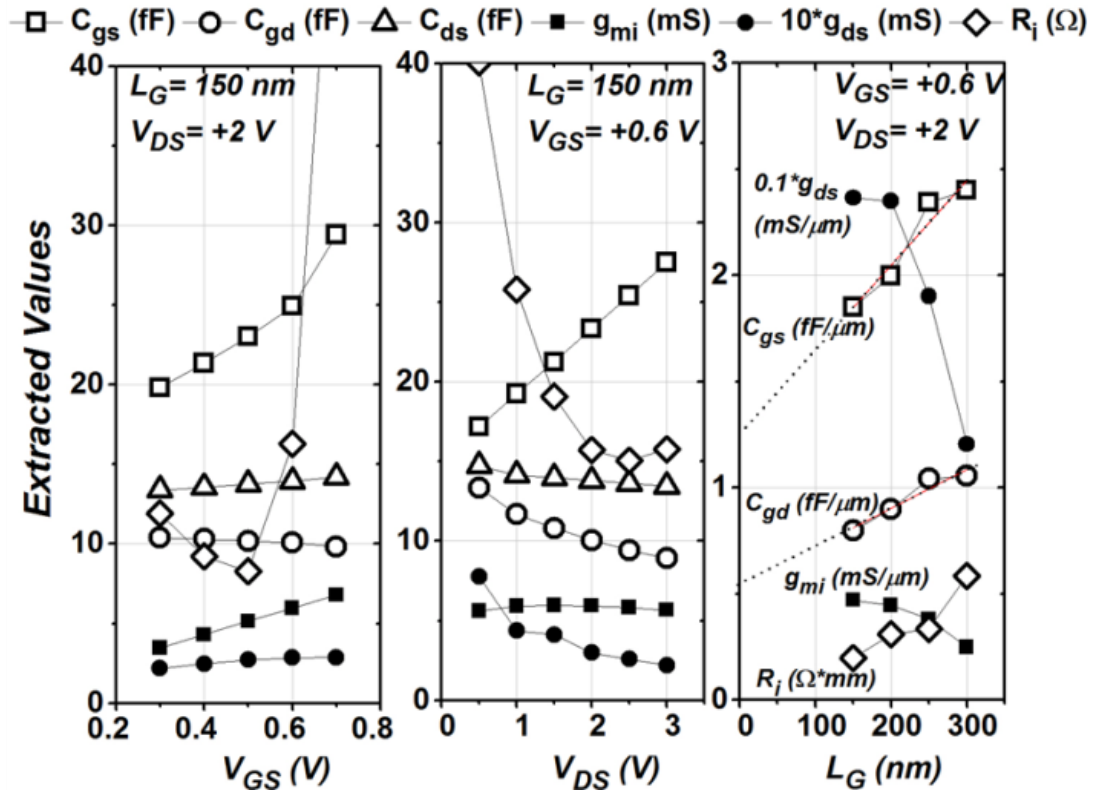 C_gs (fF) C_gd (fF) C_ds (fF) g_mi (mS) 10*g_ds (mS) R_i (Ω)
Extracted Values
40
30
20
10
0
L_G= 150 nm
V_DS= +2 V
0.2 0.4 0.6 0.8
V_GS (V)
40
30
20
10
0
L_G= 150 nm
V_GS= +0.6 V
0 1 2 3
V_DS (V)
3
2
1
0
V_GS= +0.6 V
V_DS= +2 V
0.1*g_ds
(mS/μm)
C_gs (fF/μm)
C_gd (fF/μm)
g_mi (mS/μm)
R_i (Ω*mm)
0 100 200 300
L_G (nm)